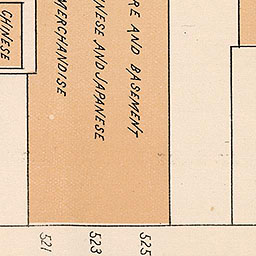 RE AND BASEMENT
NESE AND JAPANESE
MERCHANDISE
CHINESE
525
523
521